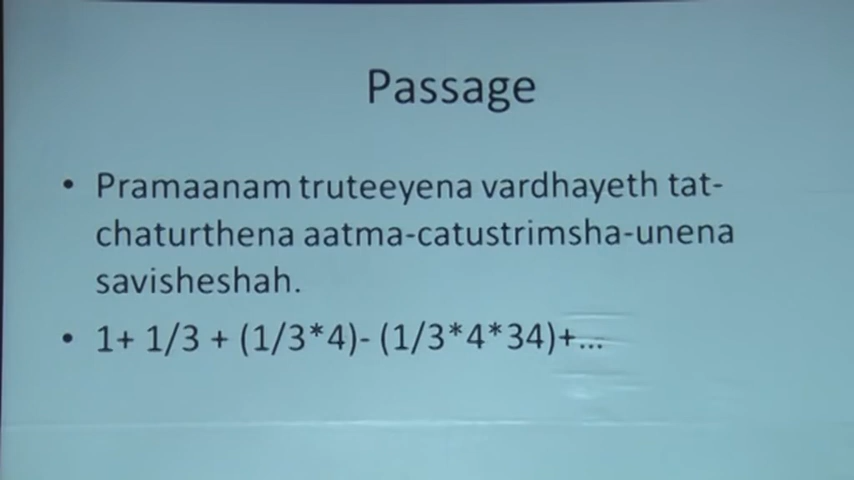 Passage
• Pramaanam truteeyena vardhayeth tat-
chaturthena aatma-catustrimsha-unena
savisheshah.
• 1+ 1/3 + (1/3*4)- (1/3*4*34)+...